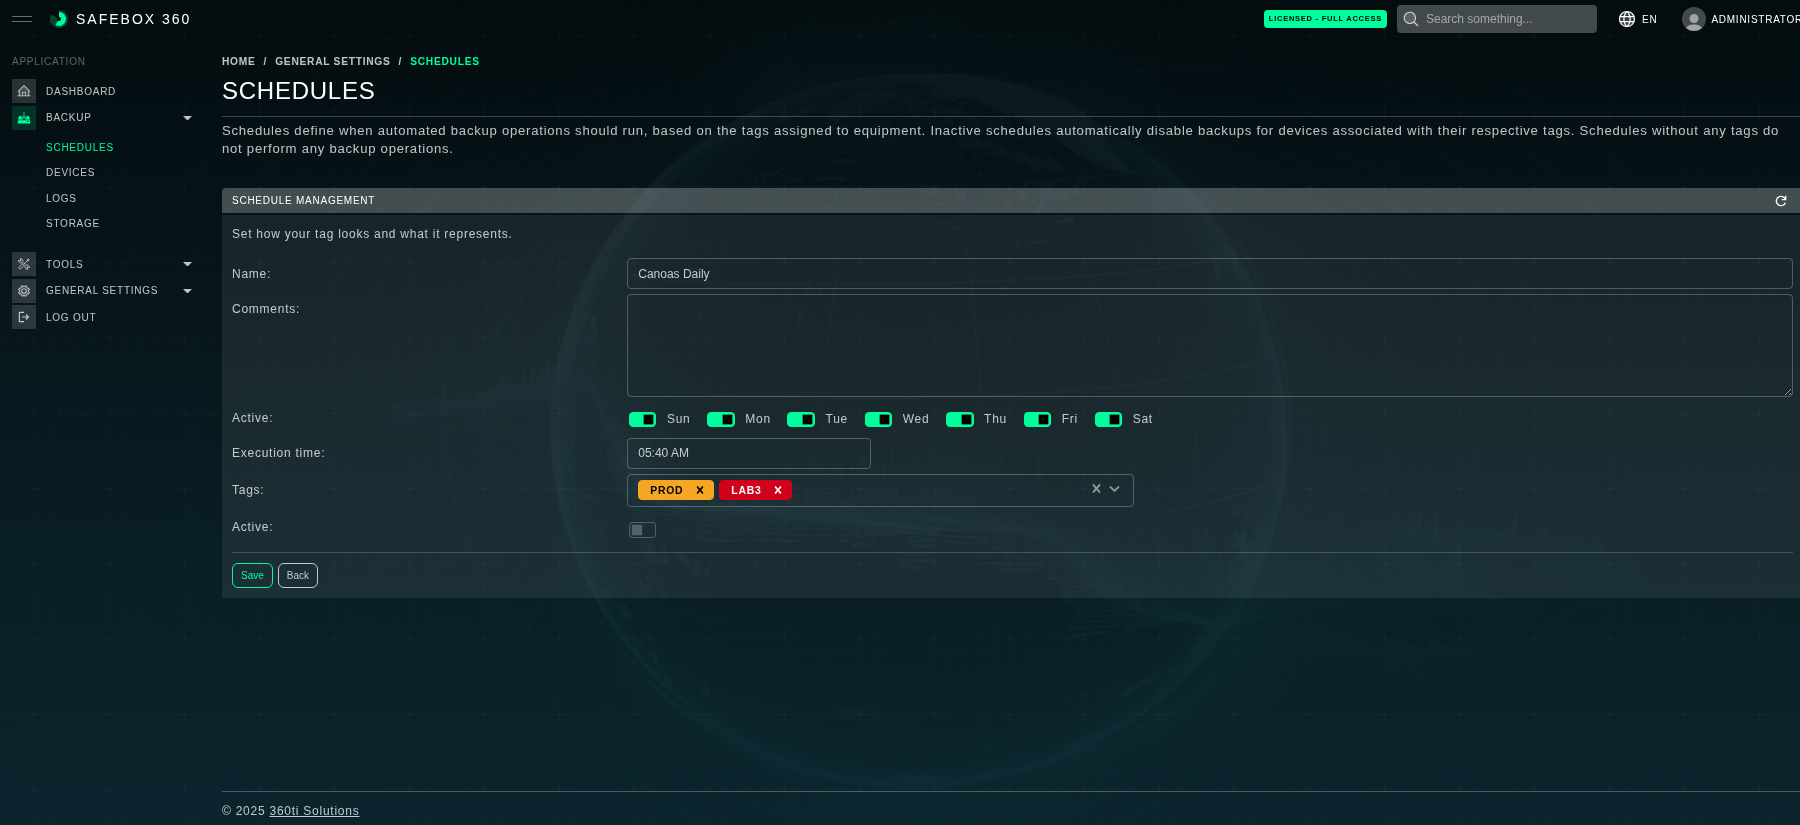 SAFEBOX 360
LICENSED - FULL ACCESS
Search something...
EN
ADMINISTRATOR
APPLICATION
DASHBOARD
BACKUP
SCHEDULES
DEVICES
LOGS
STORAGE
TOOLS
GENERAL SETTINGS
LOG OUT
HOME / GENERAL SETTINGS / SCHEDULES
SCHEDULES
Schedules define when automated backup operations should run, based on the tags assigned to equipment. Inactive schedules automatically disable backups for devices associated with their respective tags. Schedules without any tags do
not perform any backup operations.
SCHEDULE MANAGEMENT
Set how your tag looks and what it represents.
Name: Canoas Daily
Comments:
Active: Sun Mon Tue Wed Thu Fri Sat
Execution time: 05:40 AM
Tags: PROD X LAB3 X X
Active:
Save Back
© 2025 360ti Solutions